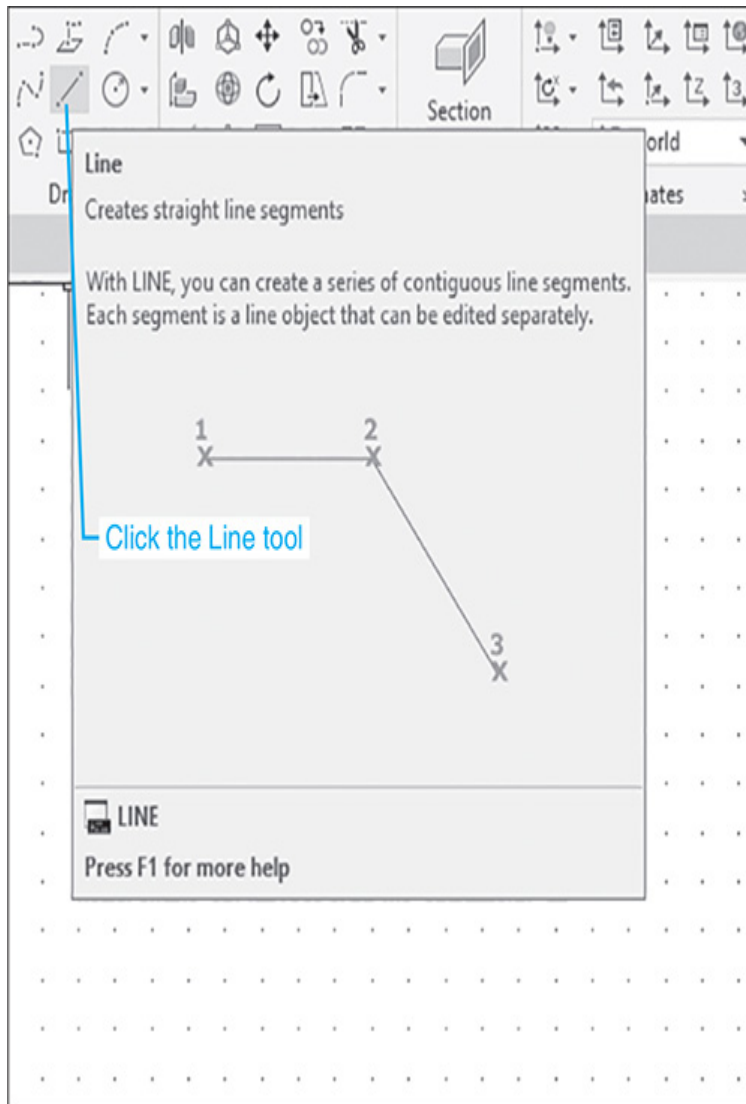 Section
orld
Dr
ates
Line
Creates straight line segments
With LINE, you can create a series of contiguous line segments.
Each segment is a line object that can be edited separately.
1
2
Click the Line tool
3
LINE
Press F1 for more help